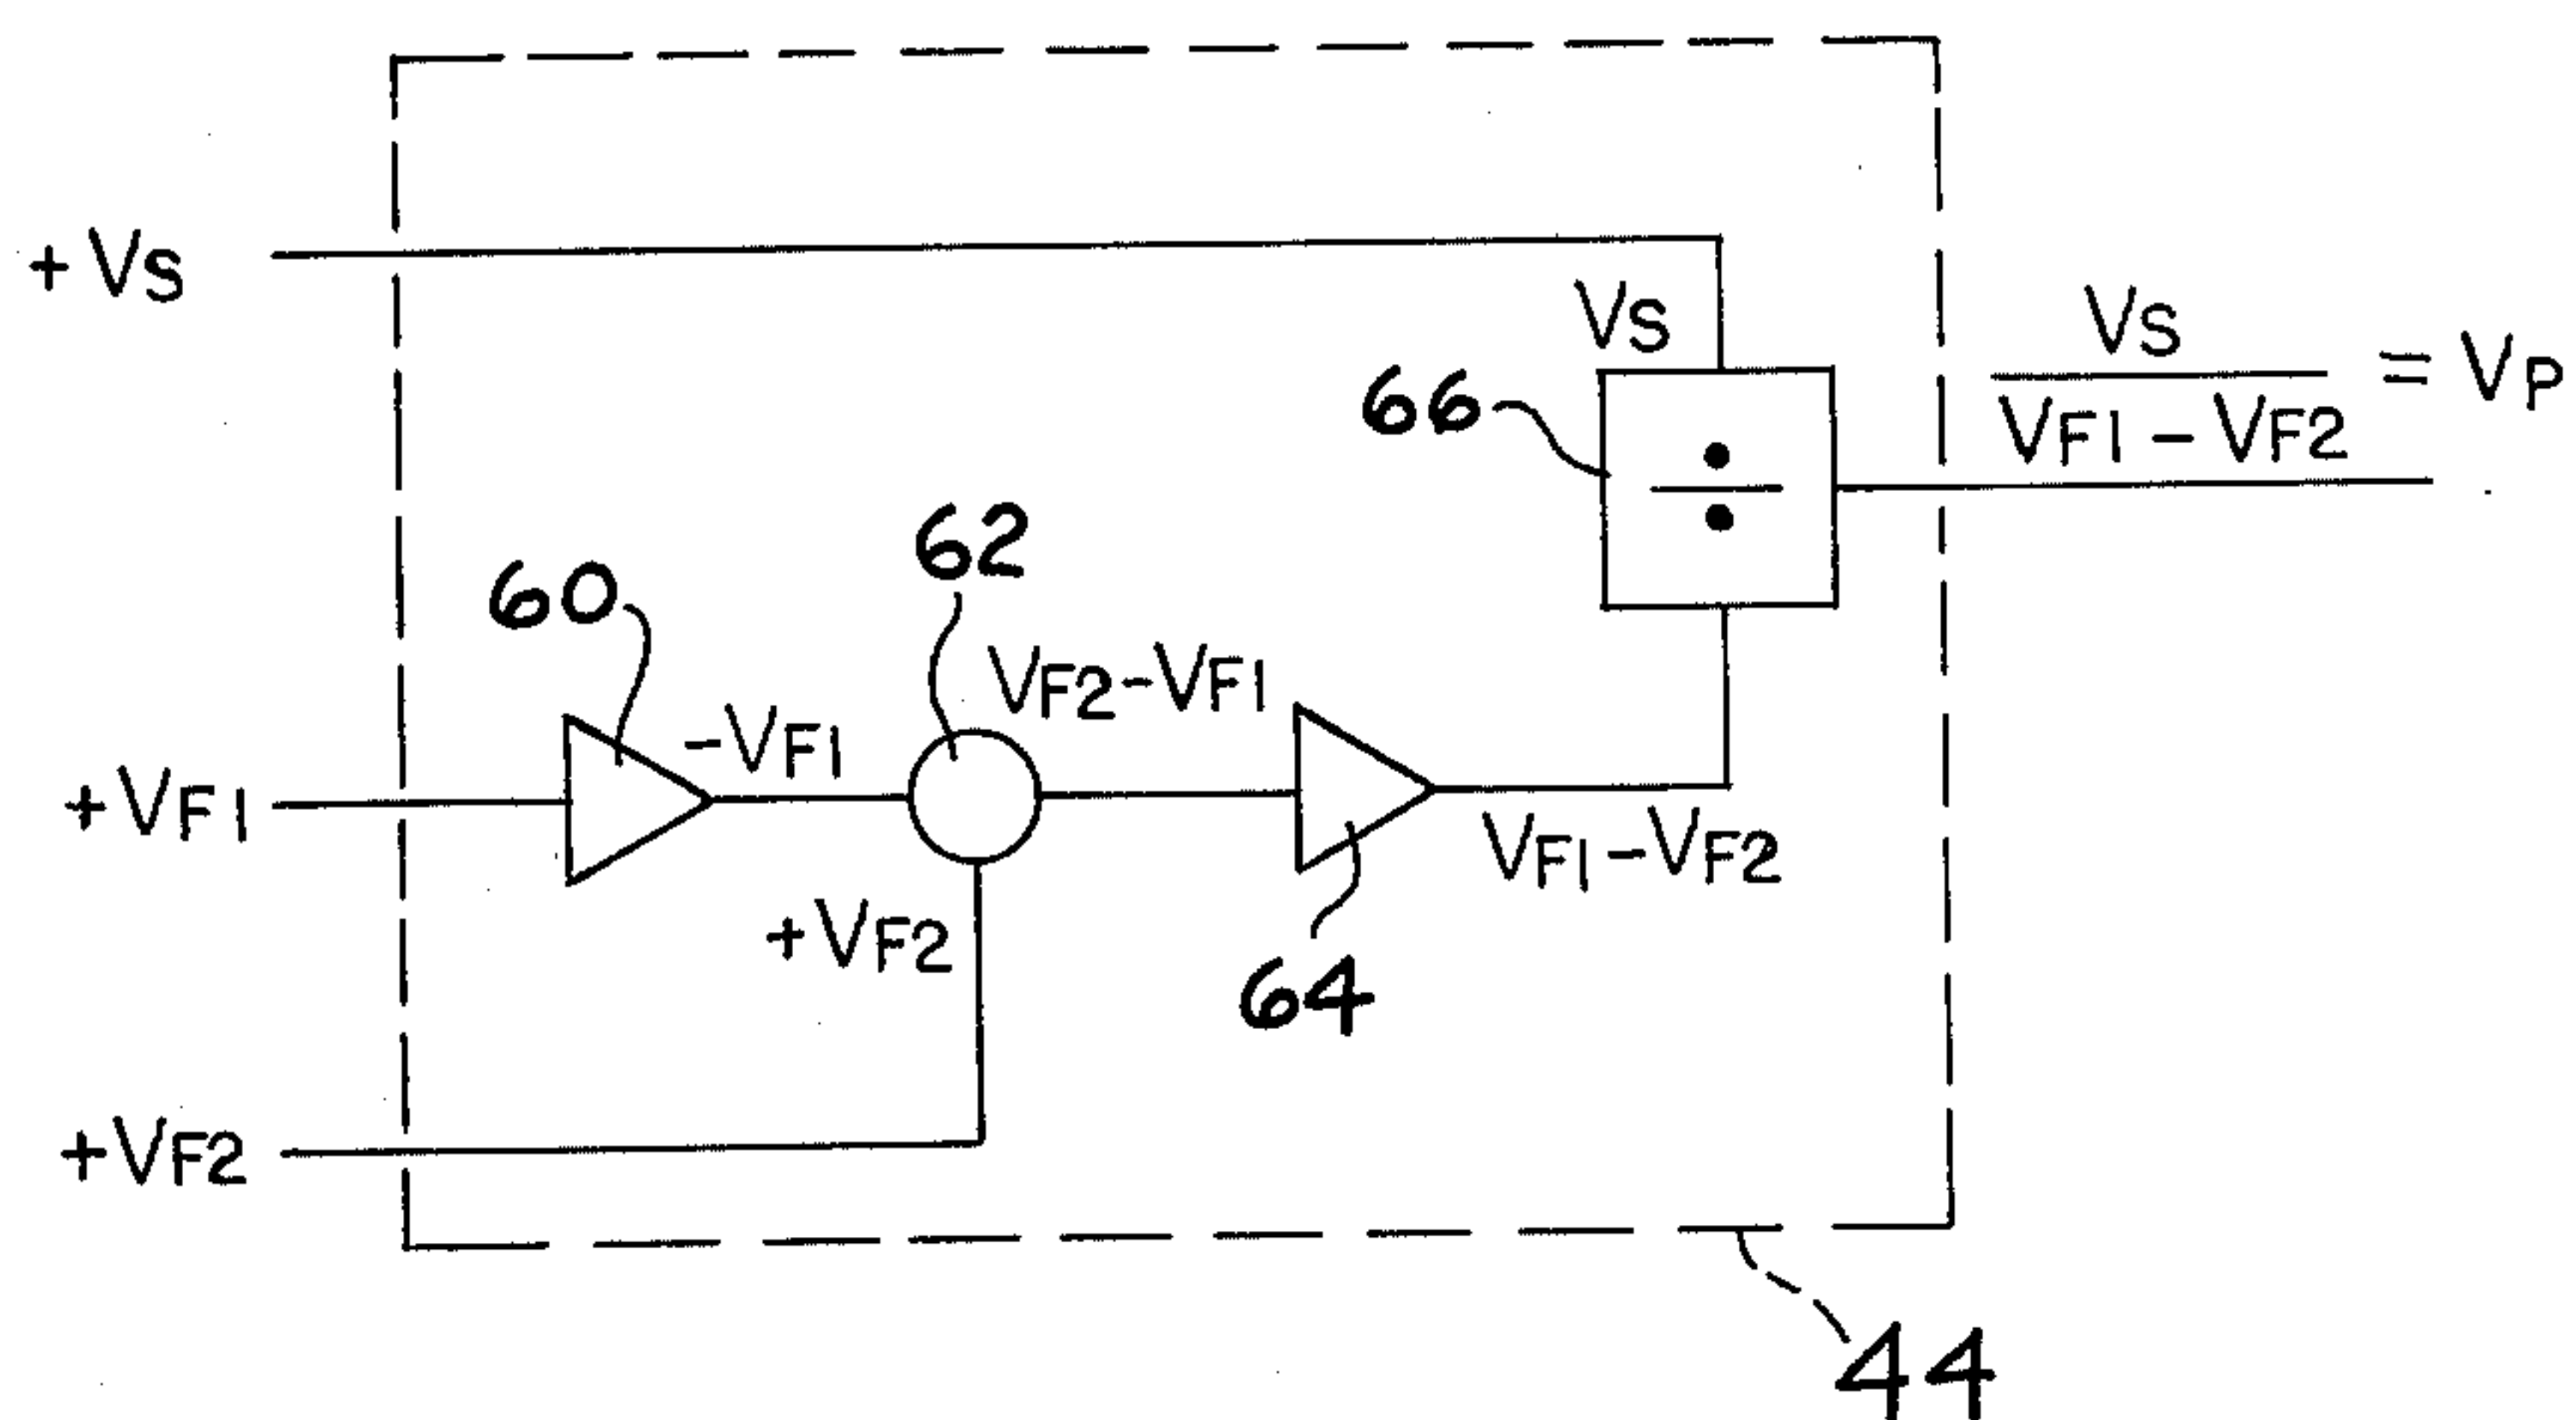 + VS
VS
VS
66
VF1 - VF2
= VP
62
60
VF2-VF1
-VF1
+VF1
VF1-VF2
+VF2
64
+VF2
44